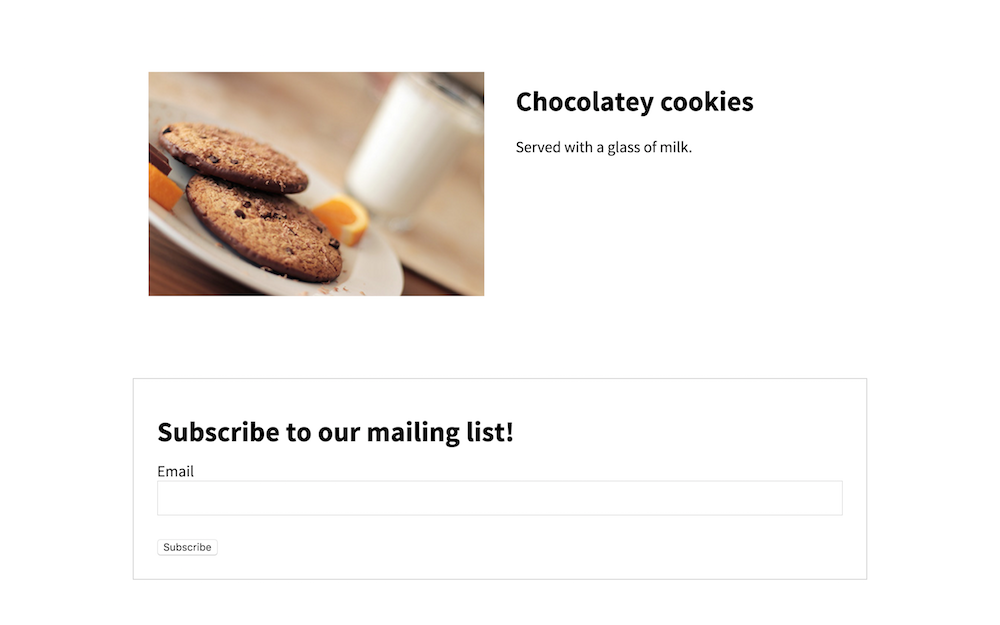 Chocolatey cookies
Served with a glass of milk.
Subscribe to our mailing list!
Email
Subscribe